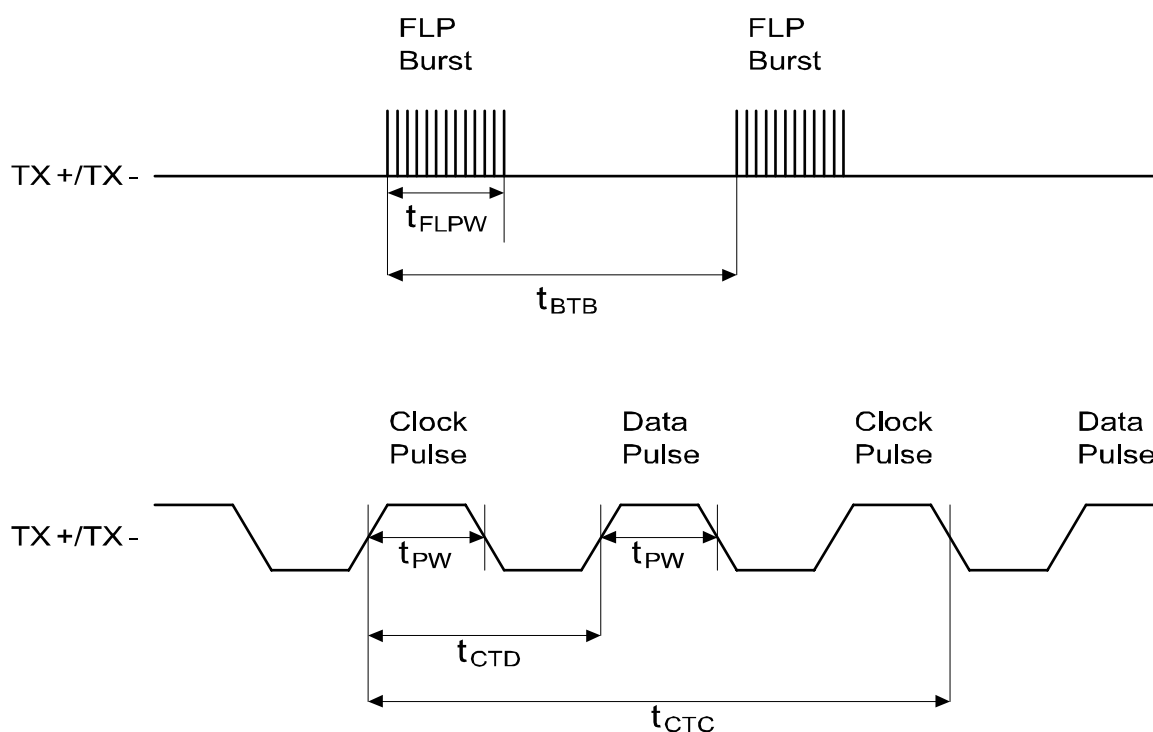 FLP
Burst
FLP
Burst
TX+/TX-
tFLPW
tBTB
Clock
Pulse
Data
Pulse
Clock
Pulse
Data
Pulse
TX+/TX-
tPW
tPW
tCTD
tCTC